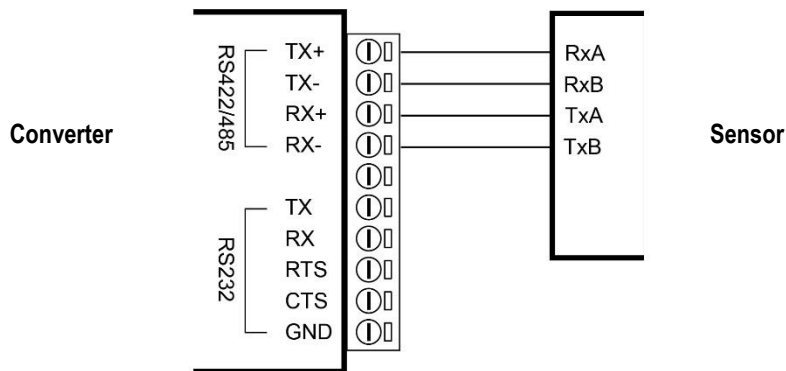 Converter
RS422/485
TX+
TX-
RX+
RX-
RS232
TX
RX
RTS
CTS
GND
RxA
RxB
TxA
TxB
Sensor